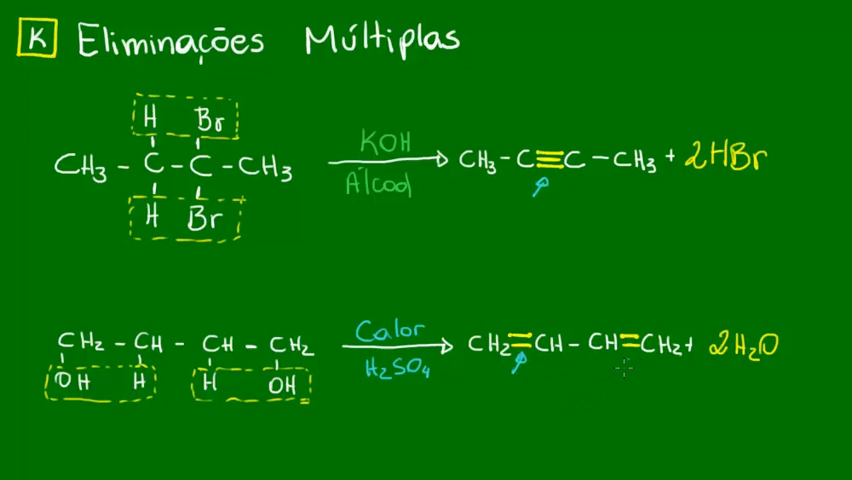 K Eliminações Múltiplas
H Br
CH3 - C - C - CH3 KOH Álcool CH3 - C ≡ C - CH3 + 2HBr
H Br
CH2 - CH - CH - CH2 Calor H2SO4 CH2 = CH - CH = CH2 + 2H2O
OH H H OH